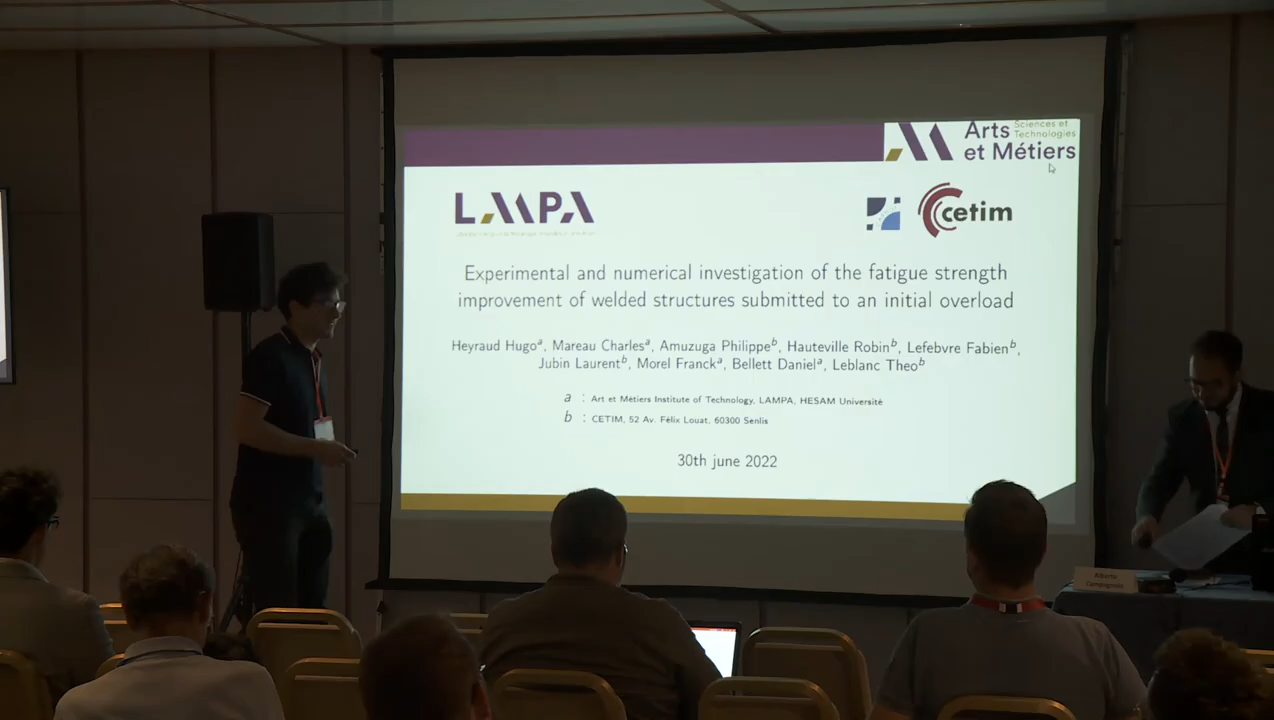 Arts Sciences et
Technologies
et Métiers
LAMPA
cetim
Experimental and numerical investigation of the fatigue strength
improvement of welded structures submitted to an initial overload
Heyraud Hugoᵃ, Mareau Charlesᵃ, Amuzuga Philippeᵇ, Hauteville Robinᵇ, Lefebvre Fabienᵇ,
Jubin Laurentᵇ, Morel Franckᵃ, Bellett Danielᵃ, Leblanc Theoᵇ
a : Art et Métiers Institute of Technology, LAMPA, HESAM Université
b : CETIM, 52 Av. Félix Louat, 60300 Senlis
30th june 2022
Alberto
Campagnolo